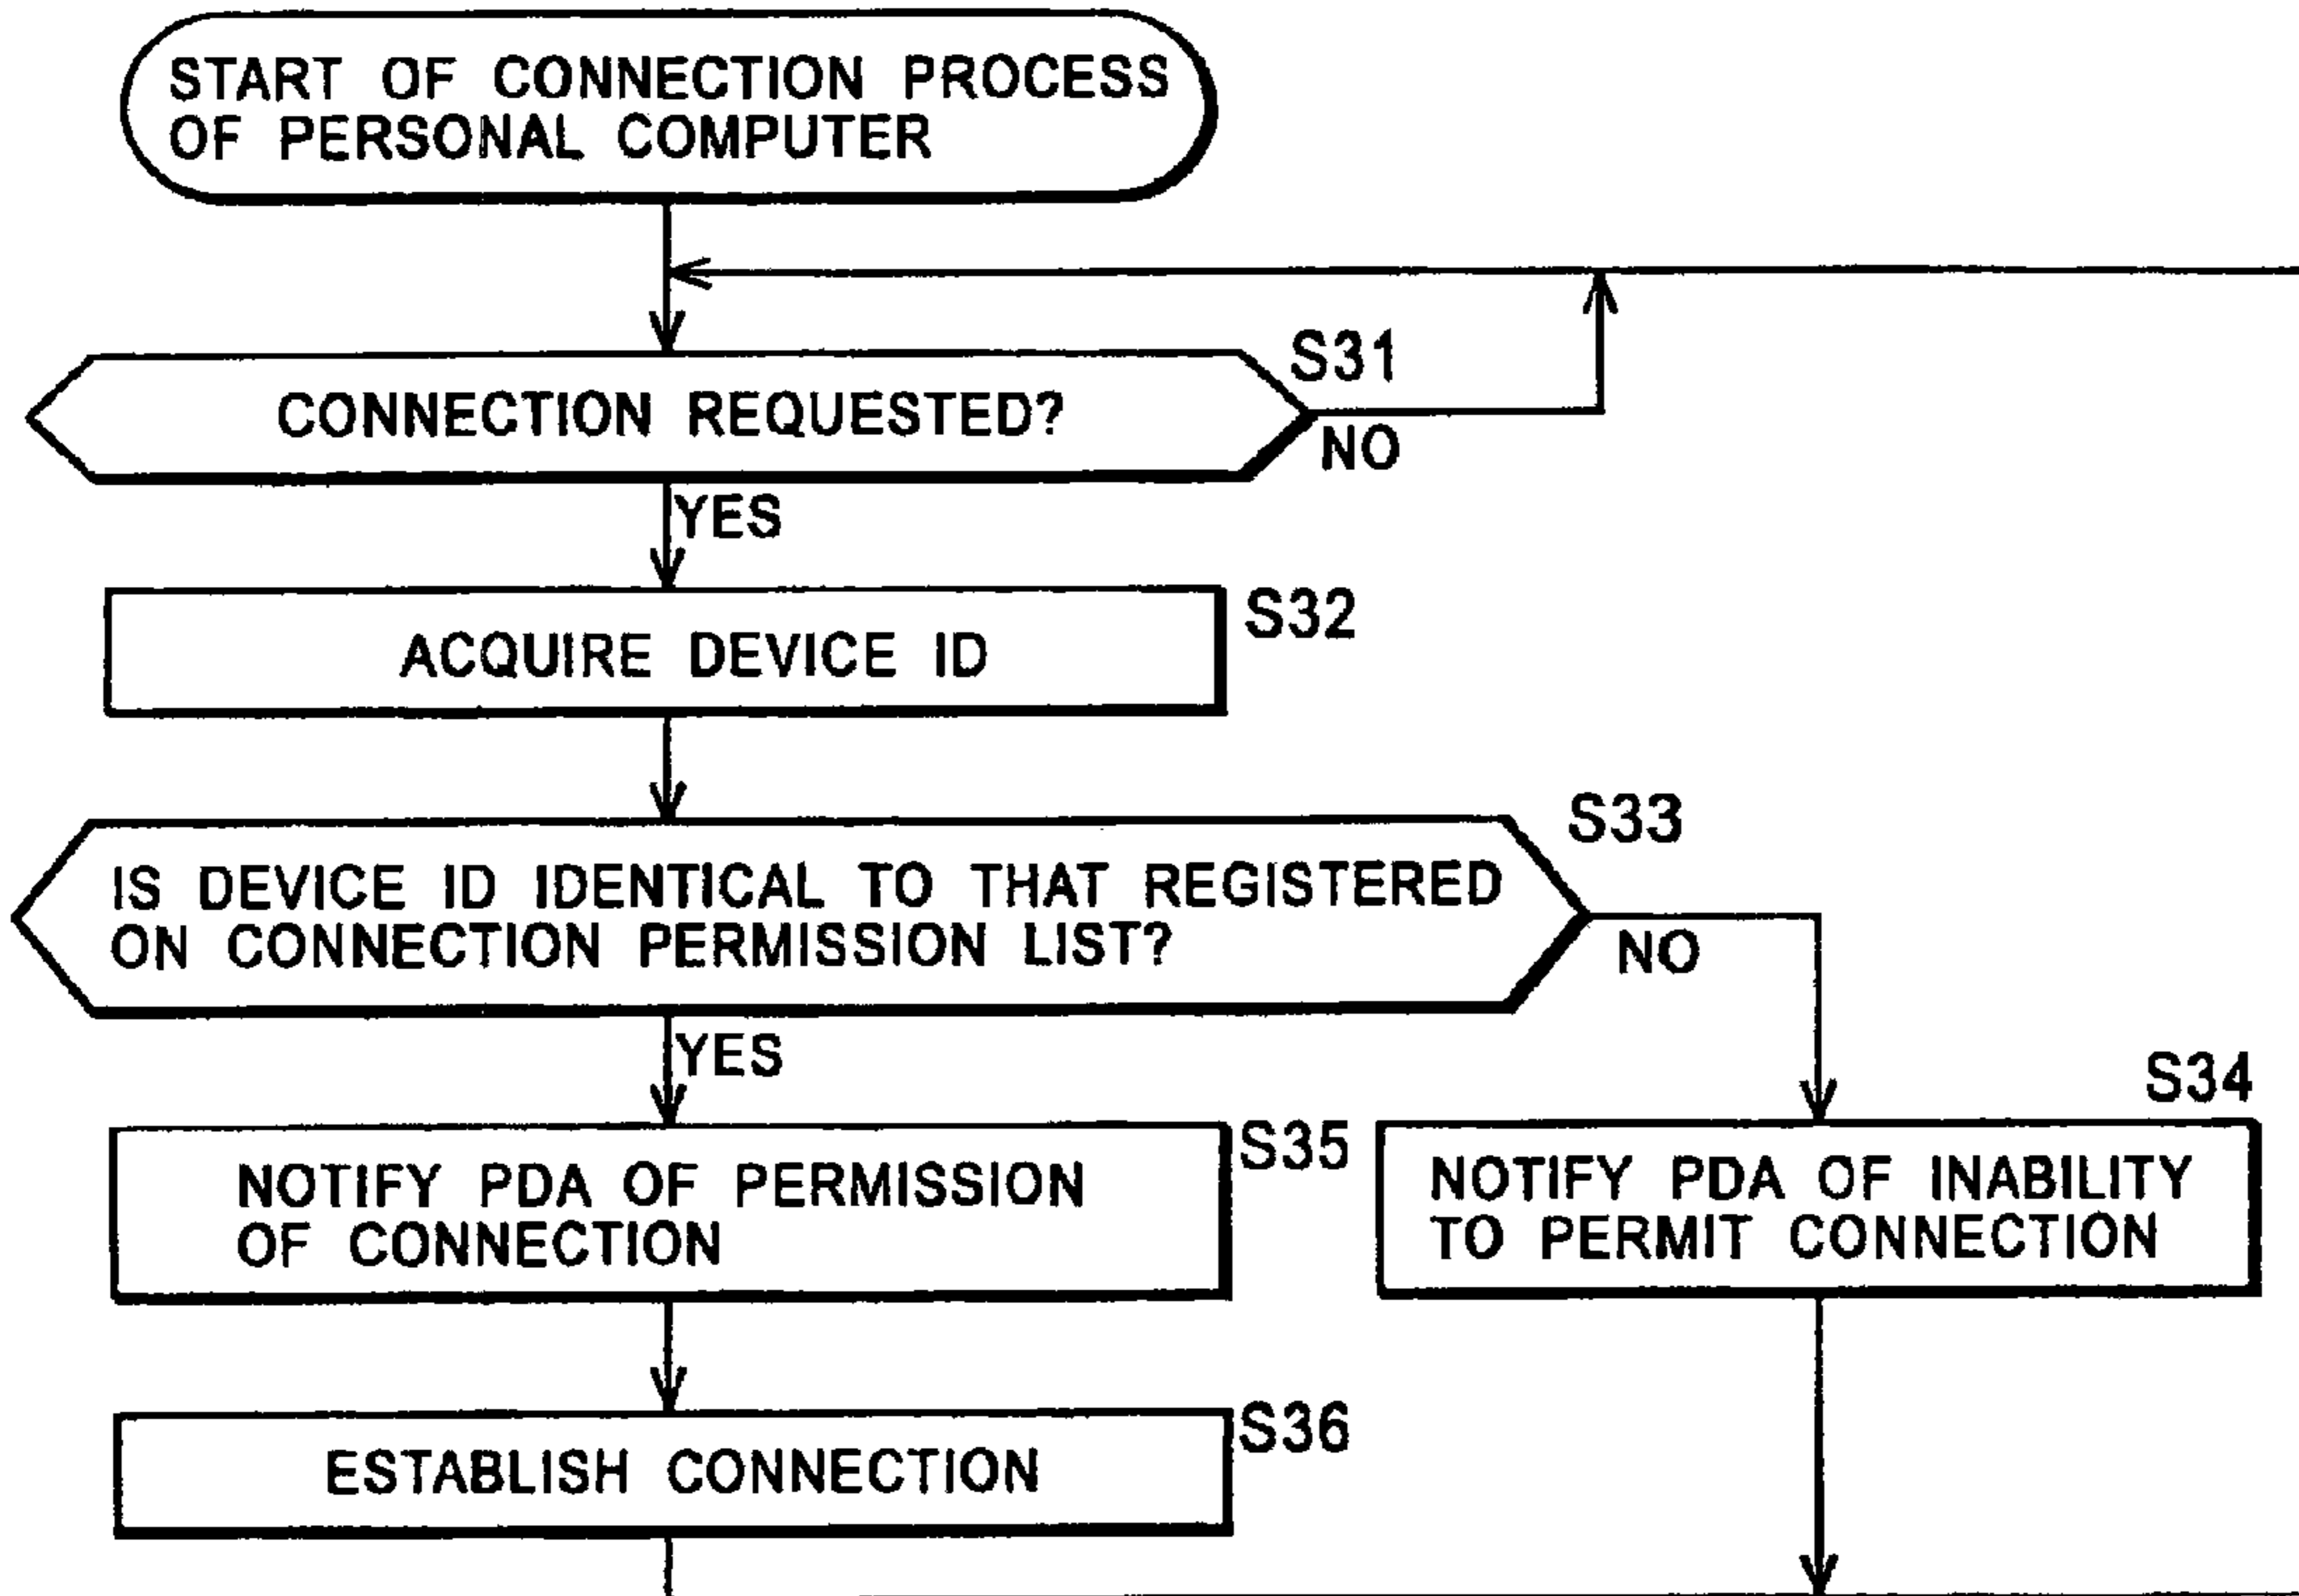 START OF CONNECTION PROCESS
OF PERSONAL COMPUTER
S31
CONNECTION REQUESTED?
NO
YES
S32
ACQUIRE DEVICE ID
S33
IS DEVICE ID IDENTICAL TO THAT REGISTERED
ON CONNECTION PERMISSION LIST?
NO
YES
S34
S35
NOTIFY PDA OF PERMISSION
OF CONNECTION
NOTIFY PDA OF INABILITY
TO PERMIT CONNECTION
S36
ESTABLISH CONNECTION